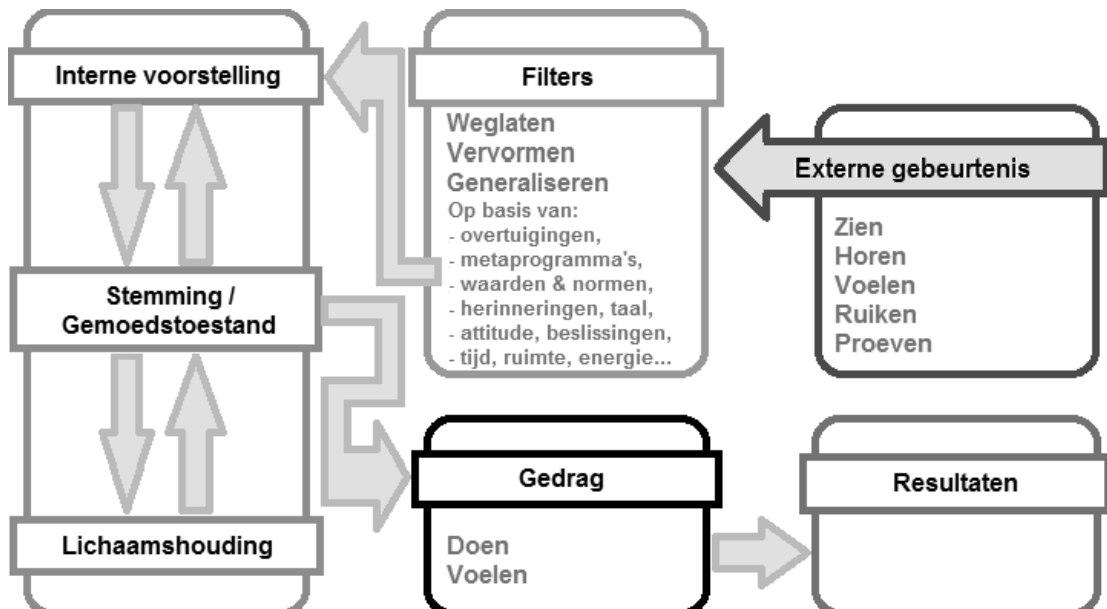 Interne voorstelling
Stemming /
Gemoedstoestand
Lichaamshouding
Filters
Weglaten
Vervormen
Generaliseren
Op basis van:
- overtuigingen,
- metaprogramma's,
- waarden & normen,
- herinneringen, taal,
- attitude, beslissingen,
- tijd, ruimte, energie...
Externe gebeurtenis
Zien
Horen
Voelen
Ruiken
Proeven
Gedrag
Doen
Voelen
Resultaten